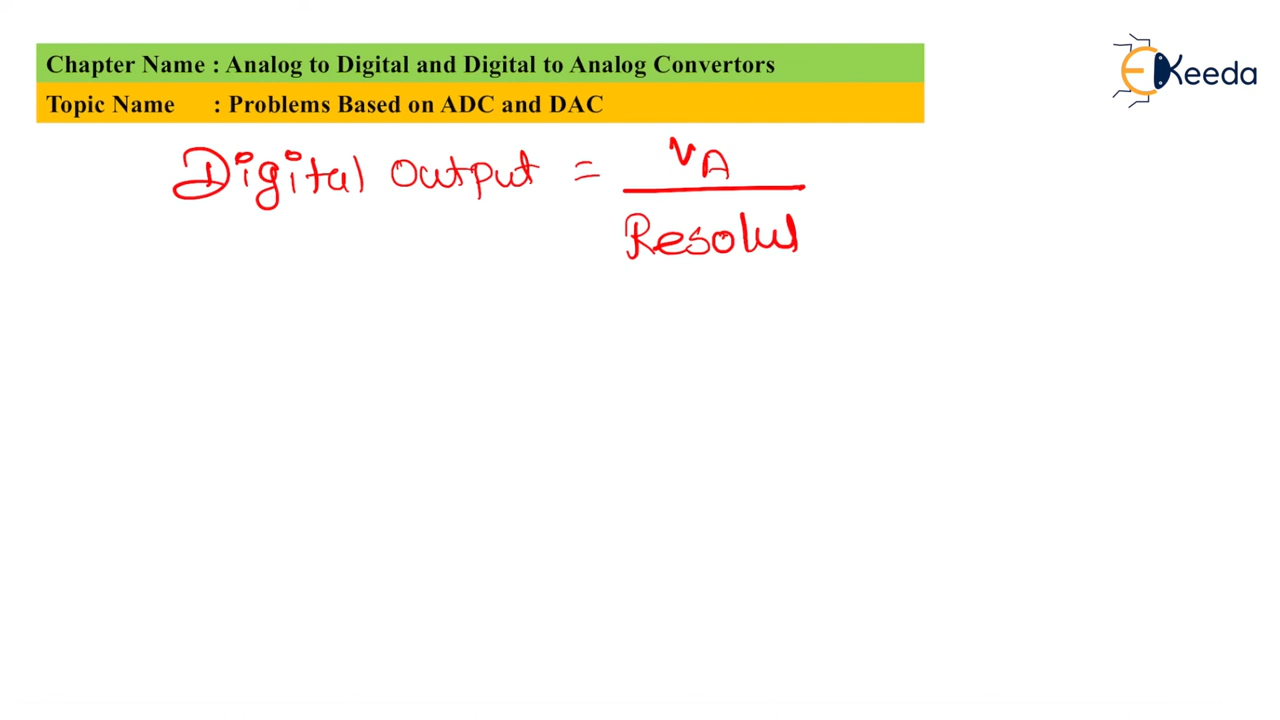 Chapter Name : Analog to Digital and Digital to Analog Convertors
Topic Name : Problems Based on ADC and DAC
EKeeda
Digital output = VA
Resolu